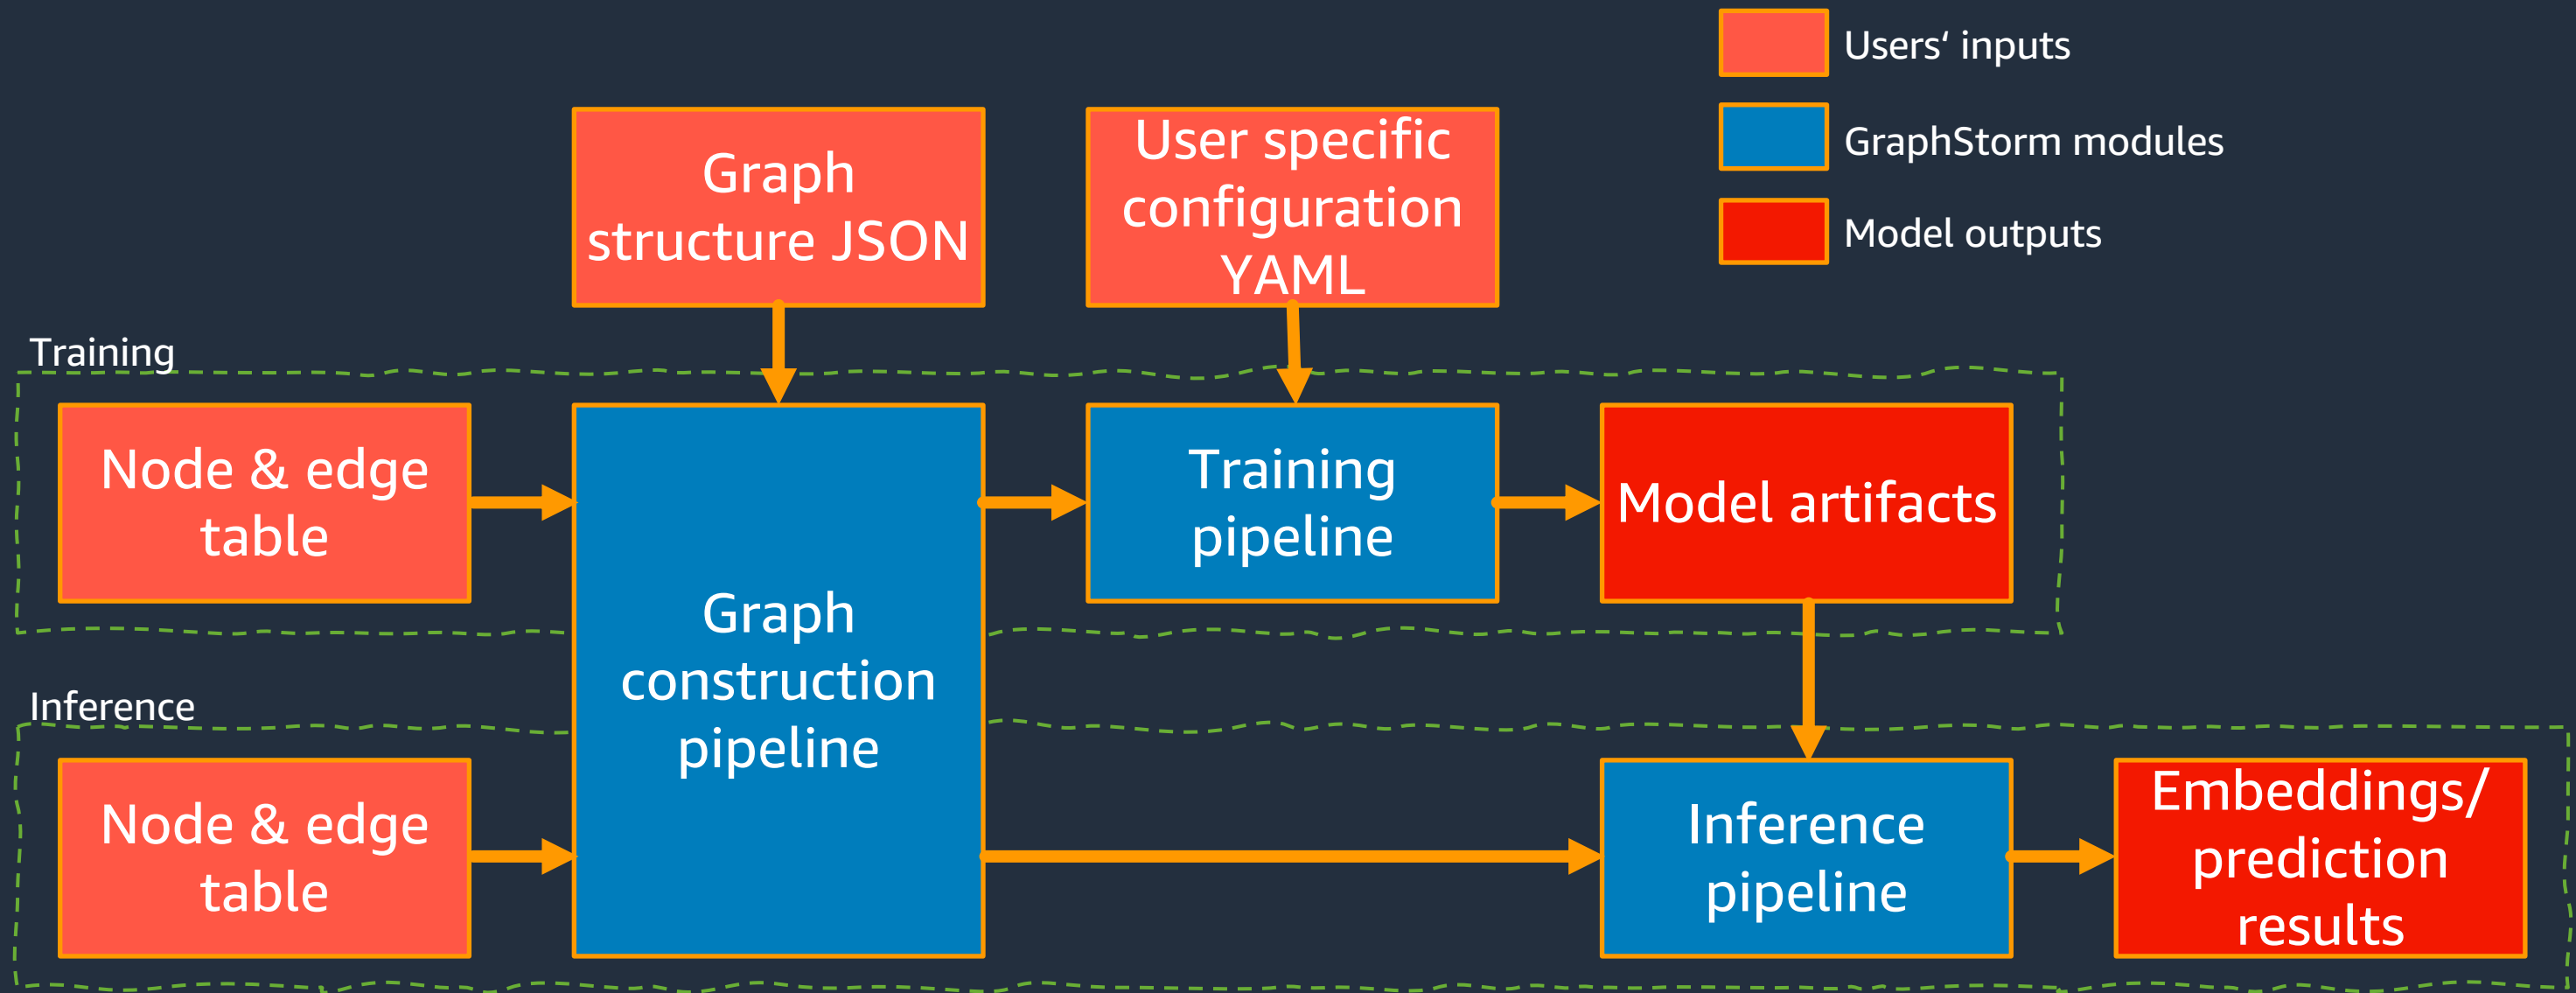 Users‘ inputs
GraphStorm modules
Model outputs
Graph
structure JSON
User specific
configuration
YAML
Training
Node & edge
table
Graph
construction
pipeline
Training
pipeline
Model artifacts
Inference
Node & edge
table
Inference
pipeline
Embeddings/
prediction
results